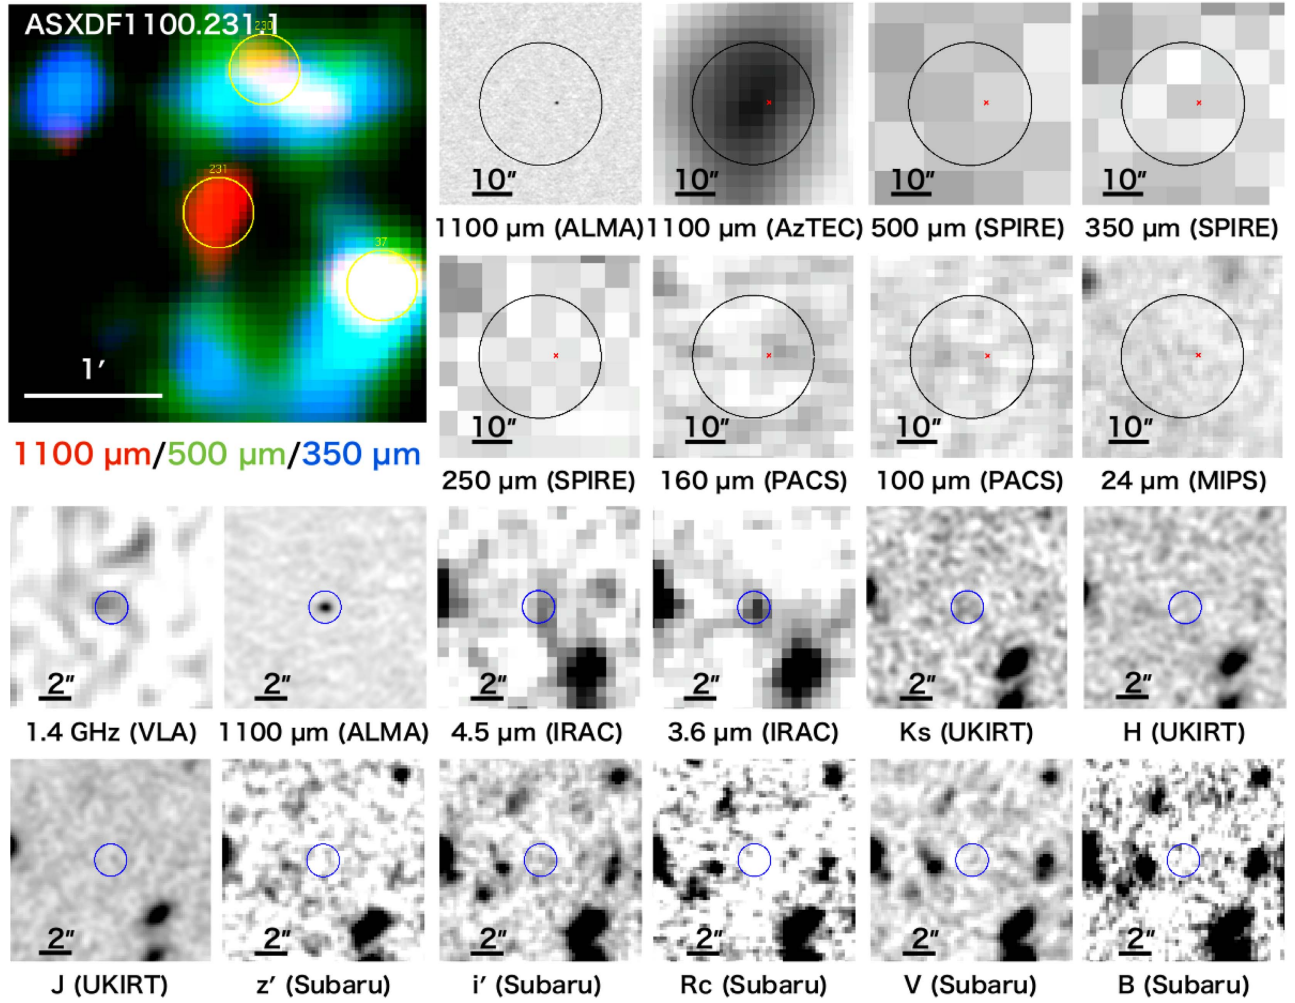 ASXDF1100.231.1
230
231
37
1′
1100 μm/500 μm/350 μm
10″ 10″ 10″ 10″
1100 μm (ALMA) 1100 μm (AzTEC) 500 μm (SPIRE) 350 μm (SPIRE)
10″ 10″ 10″ 10″
250 μm (SPIRE) 160 μm (PACS) 100 μm (PACS) 24 μm (MIPS)
2″ 2″ 2″ 2″ 2″ 2″
1.4 GHz (VLA) 1100 μm (ALMA) 4.5 μm (IRAC) 3.6 μm (IRAC) Ks (UKIRT) H (UKIRT)
2″ 2″ 2″ 2″ 2″ 2″
J (UKIRT) z′ (Subaru) i′ (Subaru) Rc (Subaru) V (Subaru) B (Subaru)